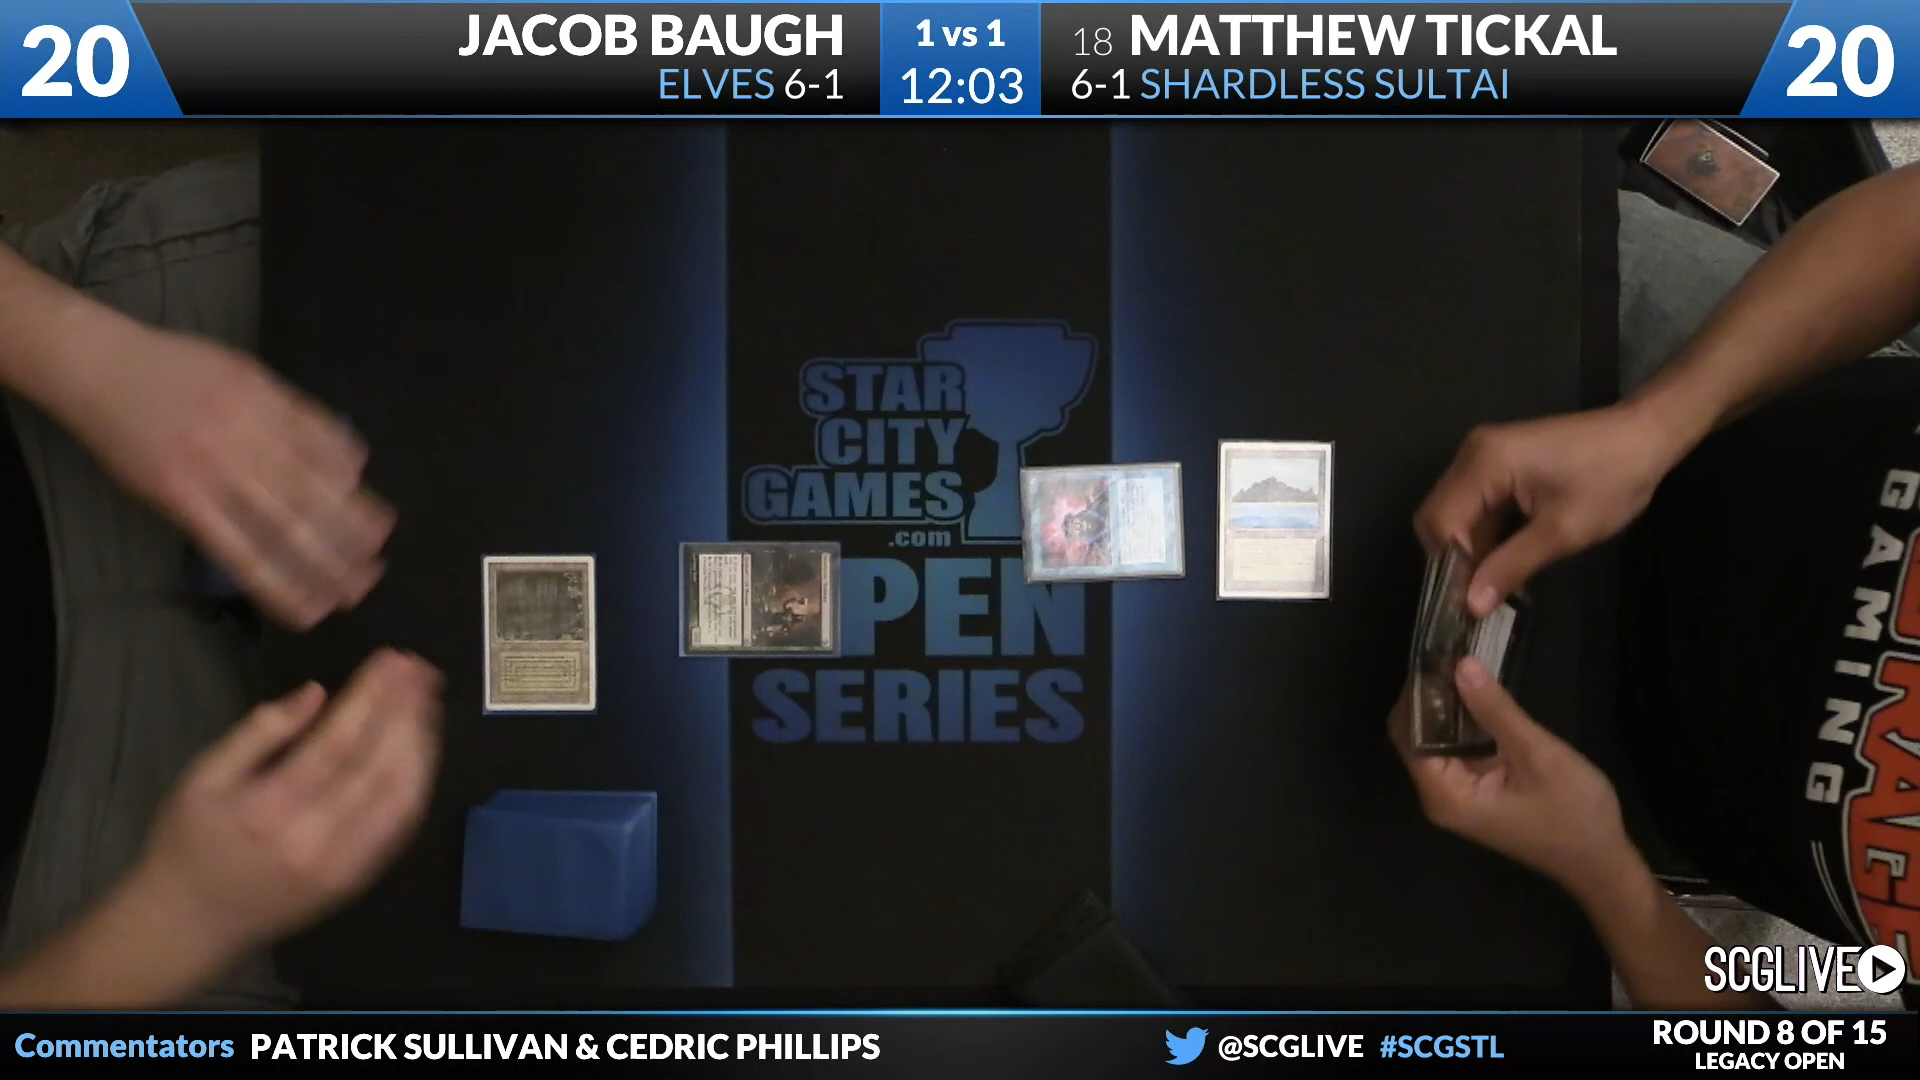 20
JACOB BAUGH
ELVES 6-1
1 vs 1
12:03
18 MATTHEW TICKAL
6-1 SHARDLESS SULTAI
20
STAR
CITY
GAMES
.com
PEN
SERIES
GAMING
SCGLIVE
Commentators PATRICK SULLIVAN & CEDRIC PHILLIPS
@SCGLIVE #SCGSTL
ROUND 8 OF 15
LEGACY OPEN